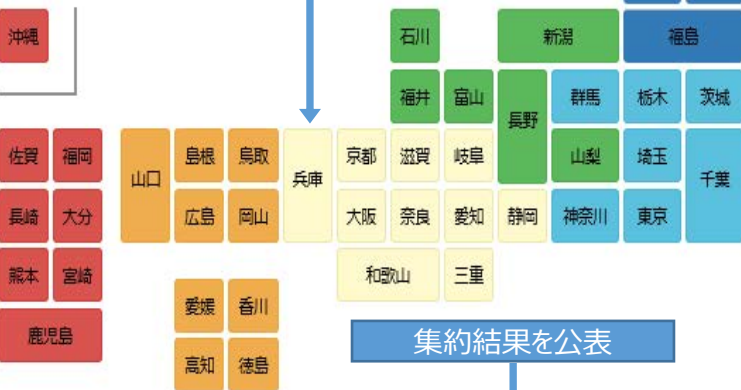 沖縄 石川 新潟 福島
福井 富山 長野 群馬 栃木 茨城
佐賀 福岡 山口 島根 鳥取 兵庫 京都 滋賀 岐阜 山梨 埼玉 千葉
長崎 大分 広島 岡山 大阪 奈良 愛知 静岡 神奈川 東京
熊本 宮崎 和歌山 三重
愛媛 香川
鹿児島
集約結果を公表
高知 徳島